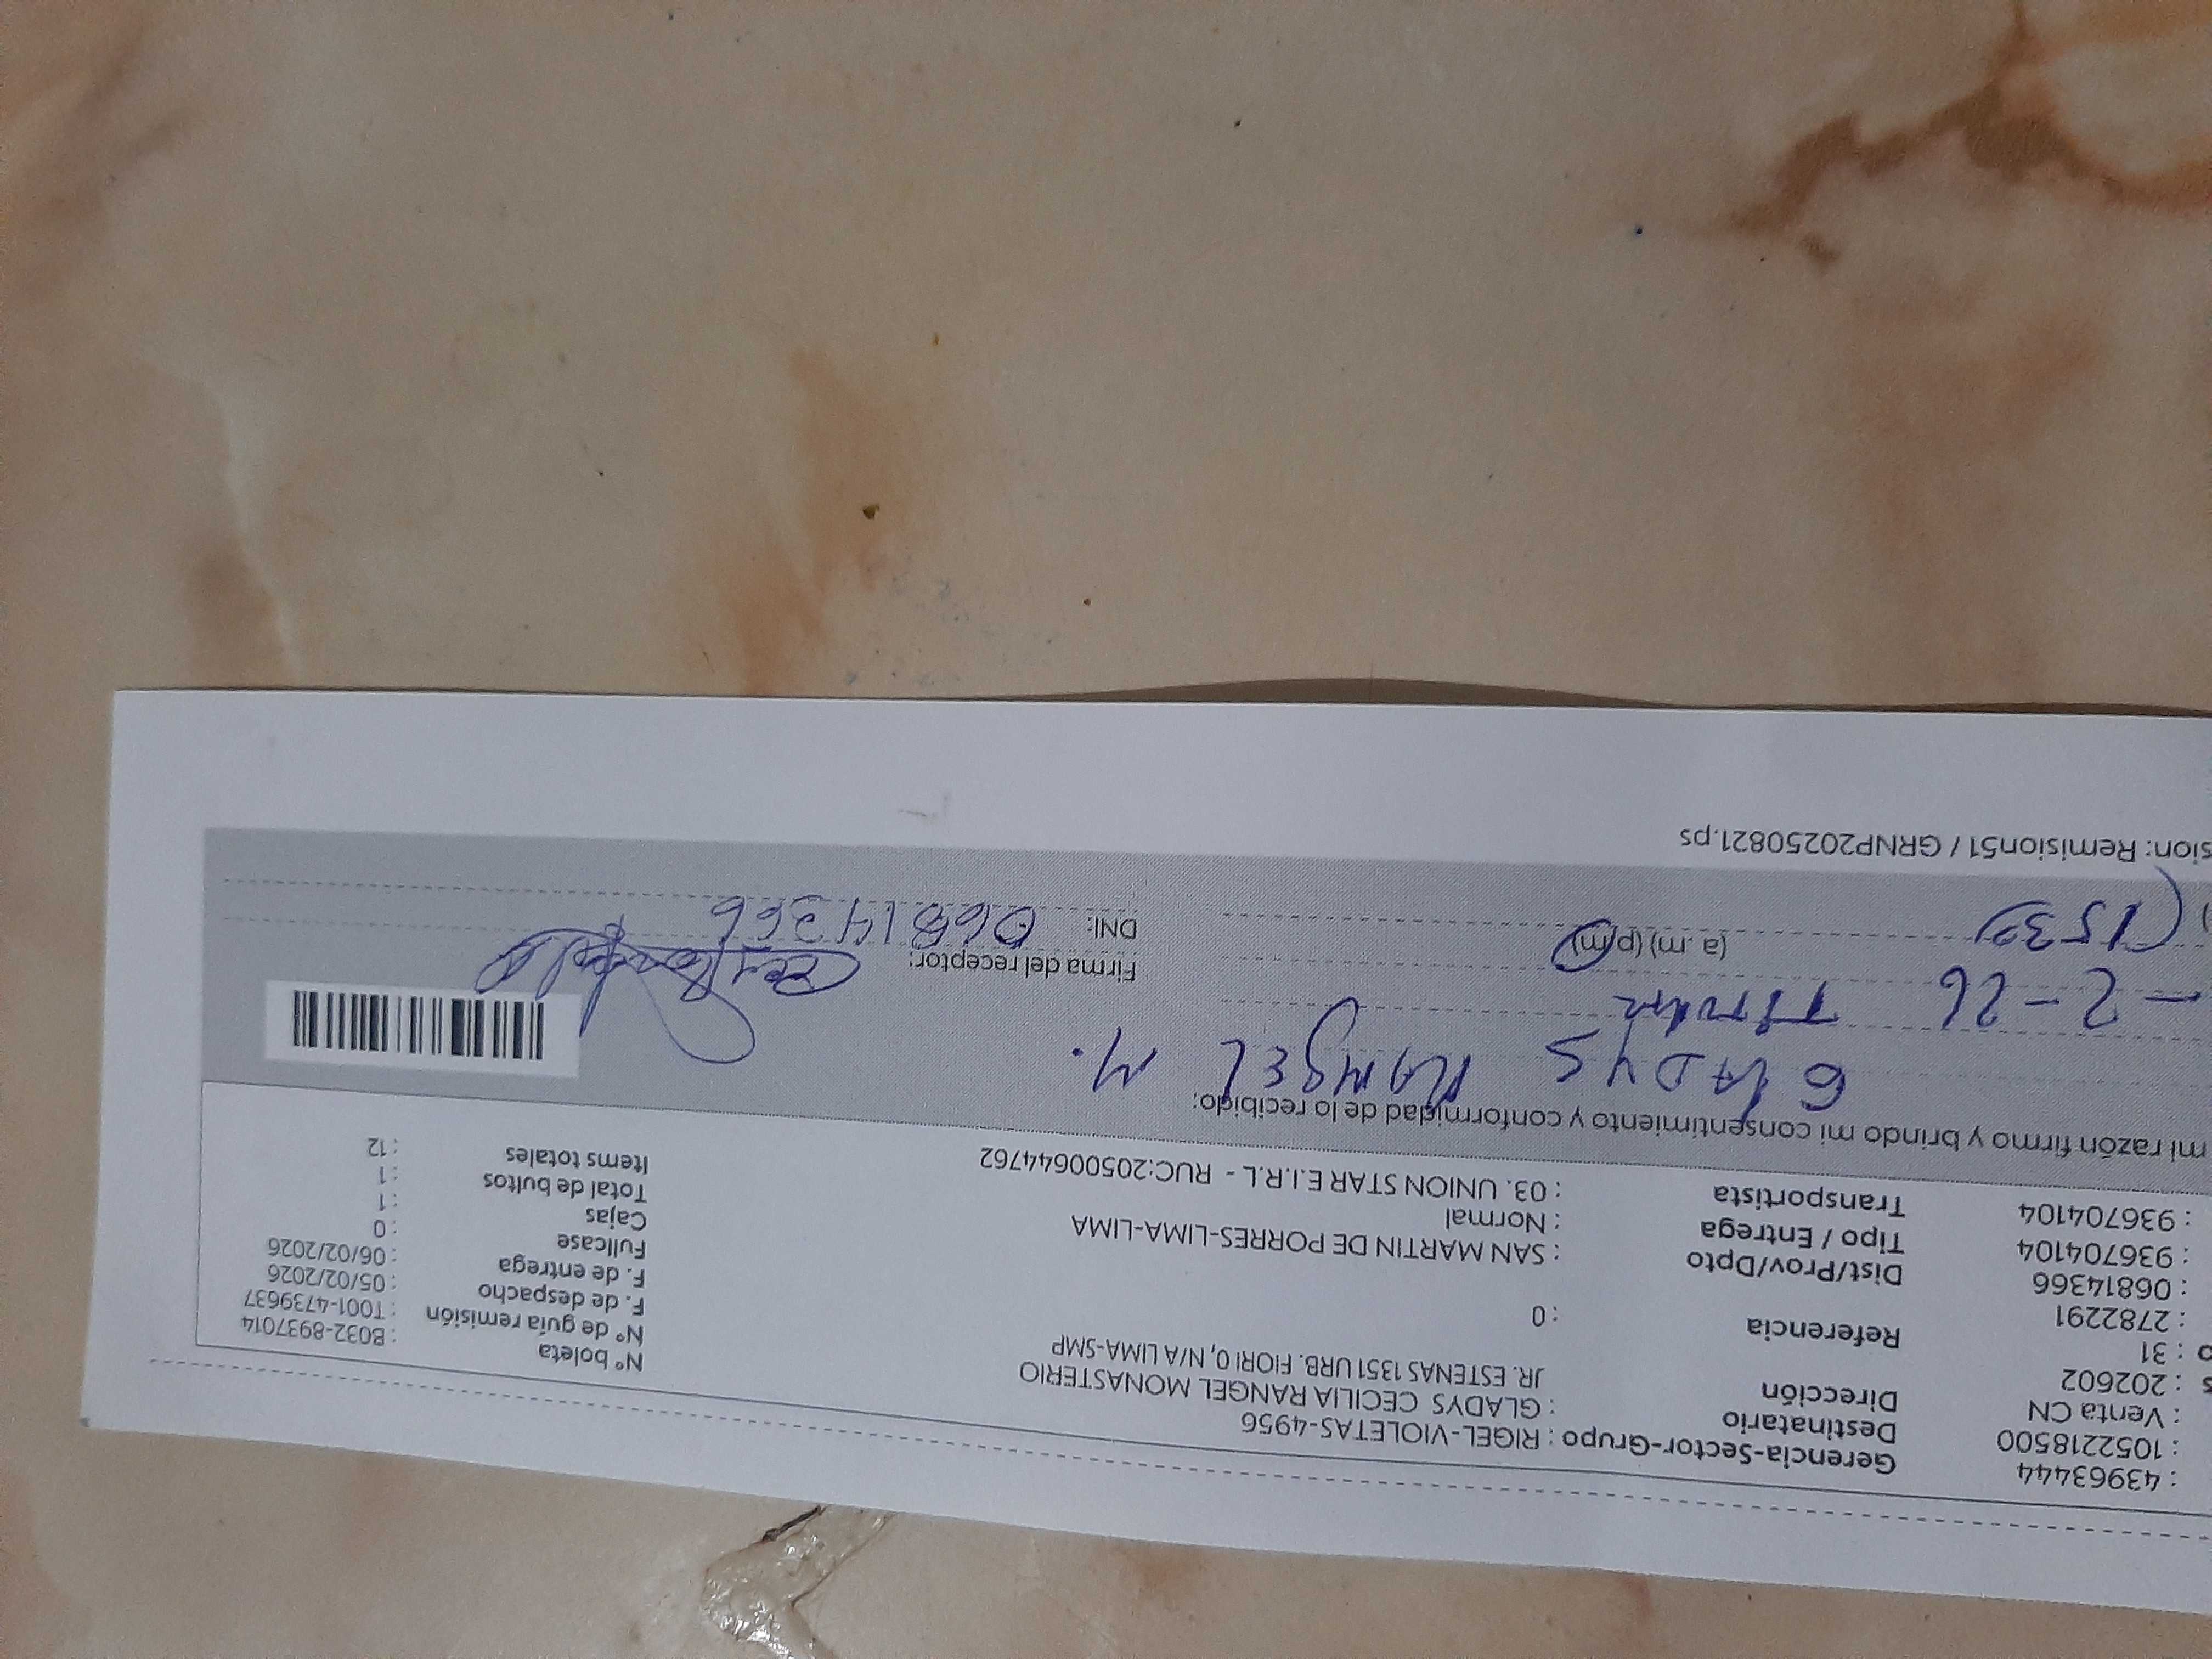 : 43963444 Gerencia-Sector-Grupo : RIGEL-VIOLETAS-4956
: 1052218500 Destinatario : GLADYS CECILIA RANGEL MONASTERIO
: Venta CN Dirección JR. ESTENAS 1351 URB. FIORI 0, N/A LIMA-SMP
s : 202602
o : 31 Referencia : 0
: 2782291
: 06814366 Dist/Prov/Dpto : SAN MARTIN DE PORRES-LIMA-LIMA
: 936704104 Tipo / Entrega : Normal
: 936704104 Transportista : 03. UNION STAR E.I.R.L - RUC:20500644762
N° boleta : B032-8937014
N° de guía remisión : T001-4739637
F. de despacho : 05/02/2026
F. de entrega : 06/02/2026
Fullcase : 0
Cajas : 1
Total de bultos : 1
Items totales : 12
mi razón firmo y brindo mi consentimiento y conformidad de lo recibido:
GLADYS RANGEL M.
- 2 - 26 Titular
(a.m) (p.m)
Firma del receptor:
DNI: 06814366
sion: Remision51 / GRNP20250821.ps